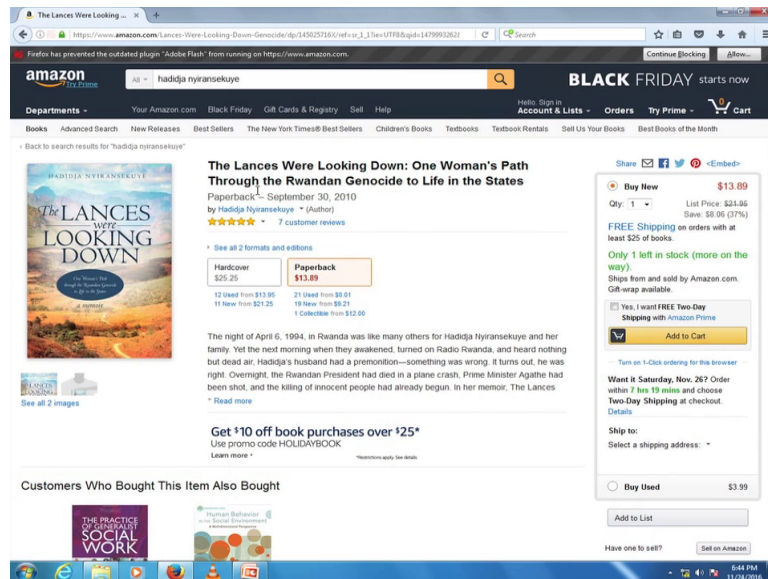 The Lances Were Looking ...
https://www.amazon.com/Lances-Were-Looking-Down-Genocide/dp/145025716X/ref=sr_1_1?ie=UTF8&qid=1479993262&
Search
Firefox has prevented the outdated plugin "Adobe Flash" from running on https://www.amazon.com.
Continue Blocking
Allow...
amazon
Try Prime
All
hadidja nyiransekuye
BLACK FRIDAY starts now
Departments
Your Amazon.com Black Friday Gift Cards & Registry Sell Help
Hello. Sign in
Account & Lists
Orders
Try Prime
0
Cart
Books Advanced Search New Releases Best Sellers The New York Times® Best Sellers Children's Books Textbooks Textbook Rentals Sell Us Your Books Best Books of the Month
‹ Back to search results for "hadidja nyiransekuye"
HADIDJA NYIRANSEKUYE
The LANCES
were
LOOKING
DOWN
One Woman's Path
through the Rwandan Genocide
to Life in the States
a memoir
See all 2 images
The Lances Were Looking Down: One Woman's Path
Through the Rwandan Genocide to Life in the States
Paperback – September 30, 2010
by Hadidja Nyiransekuye (Author)
7 customer reviews
See all 2 formats and editions
Hardcover
$25.25
Paperback
$13.89
12 Used from $13.95
11 New from $21.25
21 Used from $0.01
19 New from $9.21
1 Collectible from $12.00
The night of April 6, 1994, in Rwanda was like many others for Hadidja Nyiransekuye and her
family. Yet the next morning when they awakened, turned on Radio Rwanda, and heard nothing
but dead air, Hadidja's husband had a premonition—something was wrong. It turns out, he was
right. Overnight, the Rwandan President had died in a plane crash, Prime Minister Agathe had
been shot, and the killing of innocent people had already begun. In her memoir, The Lances
Read more
Get $10 off book purchases over $25*
Use promo code HOLIDAYBOOK
Learn more ›
*Restrictions apply. See details
Share <Embed>
Buy New
$13.89
Qty: 1
List Price: $21.95
Save: $8.06 (37%)
FREE Shipping on orders with at
least $25 of books.
Only 1 left in stock (more on the
way).
Ships from and sold by Amazon.com.
Gift-wrap available.
Yes, I want FREE Two-Day
Shipping with Amazon Prime
Add to Cart
Turn on 1-Click ordering for this browser
Want it Saturday, Nov. 26? Order
within 7 hrs 19 mins and choose
Two-Day Shipping at checkout.
Details
Ship to:
Select a shipping address:
Buy Used
$3.99
Add to List
Have one to sell?
Sell on Amazon
Customers Who Bought This Item Also Bought
THE PRACTICE
OF GENERALIST
SOCIAL
WORK
Human Behavior
in the Social Environment
6:44 PM
11/24/2016